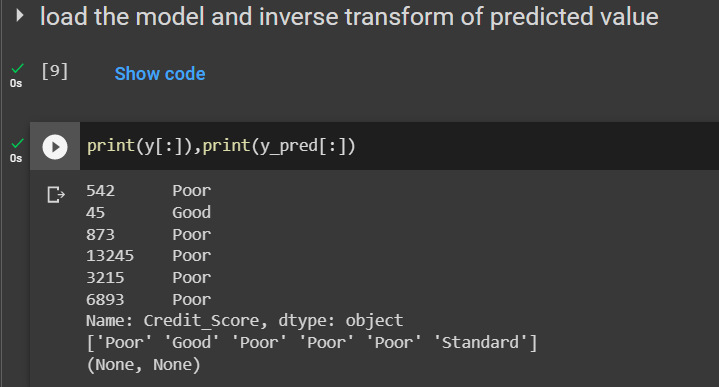 load the model and inverse transform of predicted value
[9] Show code
0s
print(y[:]),print(y_pred[:])
0s
542 Poor
45 Good
873 Poor
13245 Poor
3215 Poor
6893 Poor
Name: Credit_Score, dtype: object
['Poor' 'Good' 'Poor' 'Poor' 'Poor' 'Standard']
(None, None)